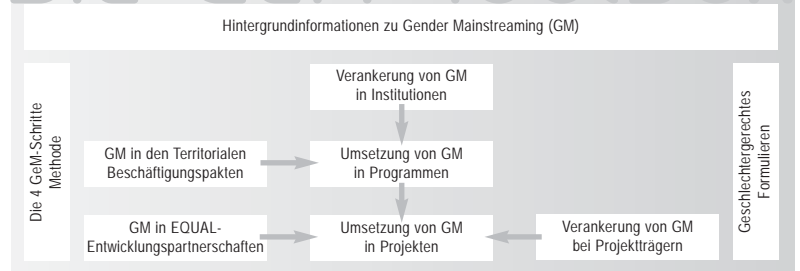 Hintergrundinformationen zu Gender Mainstreaming (GM)
Die 4 GeM-Schritte
Methode
Verankerung von GM
in Institutionen
GM in den Territorialen
Beschäftigungspakten
Umsetzung von GM
in Programmen
GM in EQUAL-
Entwicklungspartnerschaften
Umsetzung von GM
in Projekten
Verankerung von GM
bei Projektträgern
Geschlechtergerechtes
Formulieren